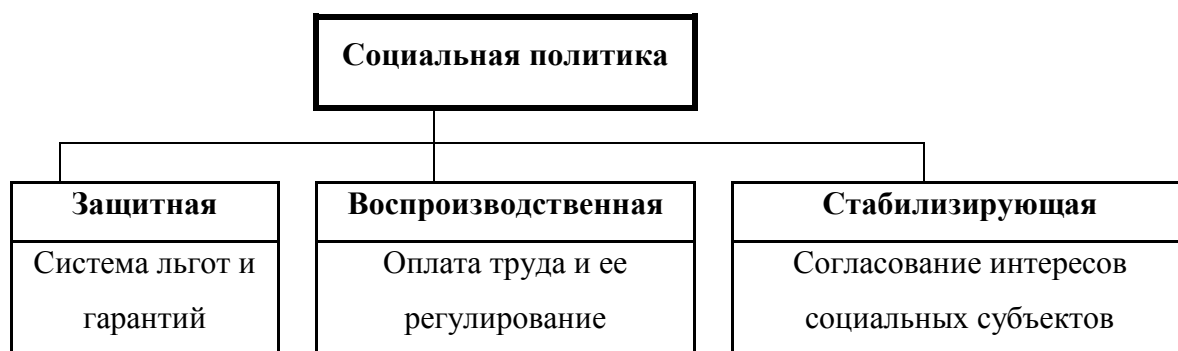 Социальная политика
Защитная
Система льгот и
гарантий
Воспроизводственная
Оплата труда и ее
регулирование
Стабилизирующая
Согласование интересов
социальных субъектов